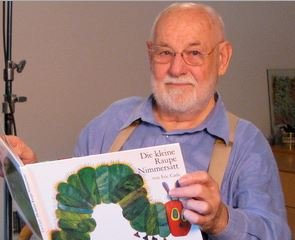 Die kleine
Raupe
Nimmersatt
von Eric Carle